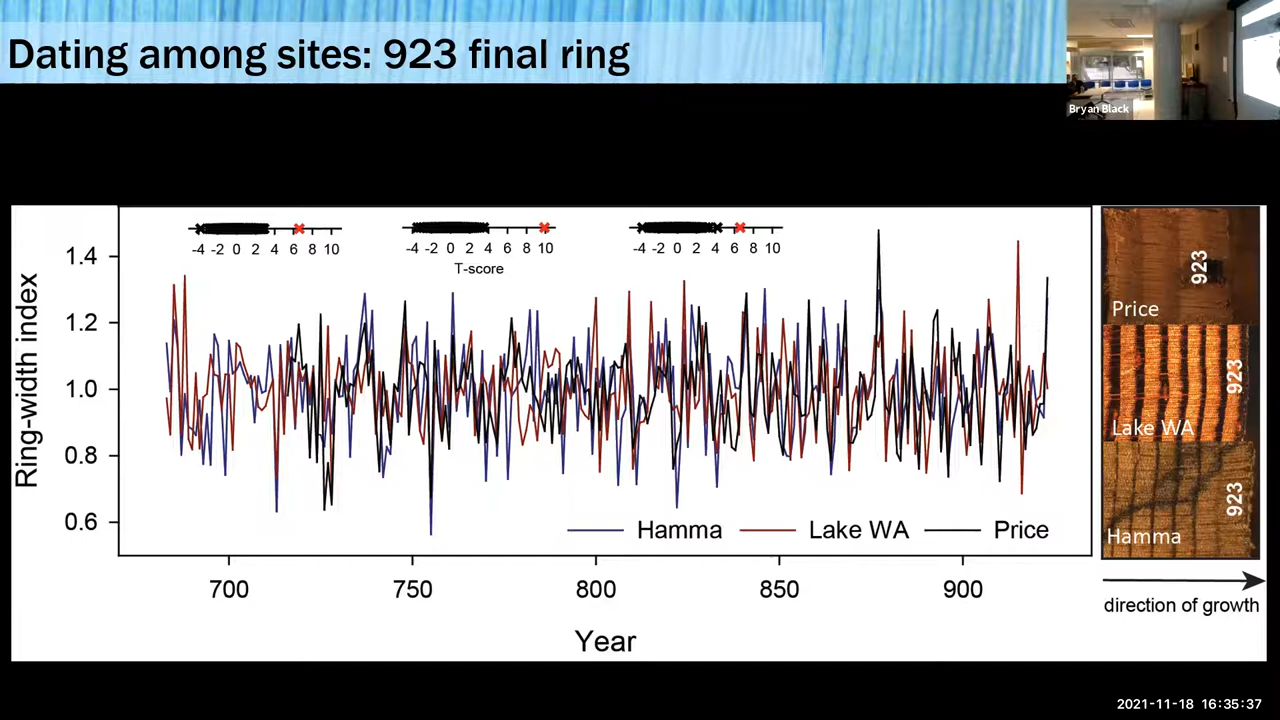 Dating among sites: 923 final ring
Bryan Black
-4 -2 0 2 4 6 8 10
-4 -2 0 2 4 6 8 10
-4 -2 0 2 4 6 8 10
T-score
1.4
1.2
1.0
0.8
0.6
Ring-width index
Hamma Lake WA Price
700 750 800 850 900
Year
923
Price
923
Lake WA
923
Hamma
direction of growth
2021-11-18 16:35:37